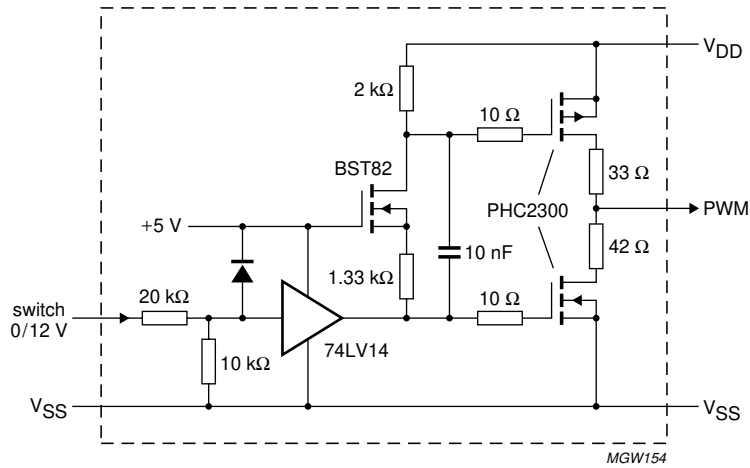 V_DD
2 kΩ
10 Ω
BST82
33 Ω
PHC2300
PWM
+5 V
10 nF
42 Ω
1.33 kΩ
switch
0/12 V
20 kΩ
10 Ω
74LV14
10 kΩ
V_SS
V_SS
MGW154